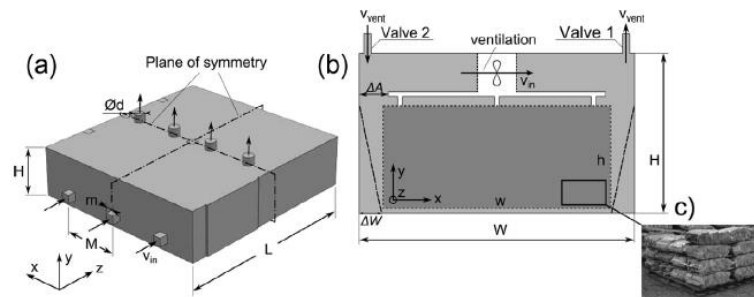 (a)
Plane of symmetry
Ød
H
m
M
v_in
L
x
y
z
(b)
v_vent
Valve 2
v_vent
Valve 1
ventilation
ΔA
v_in
h
H
y
z
x
w
ΔW
W
c)